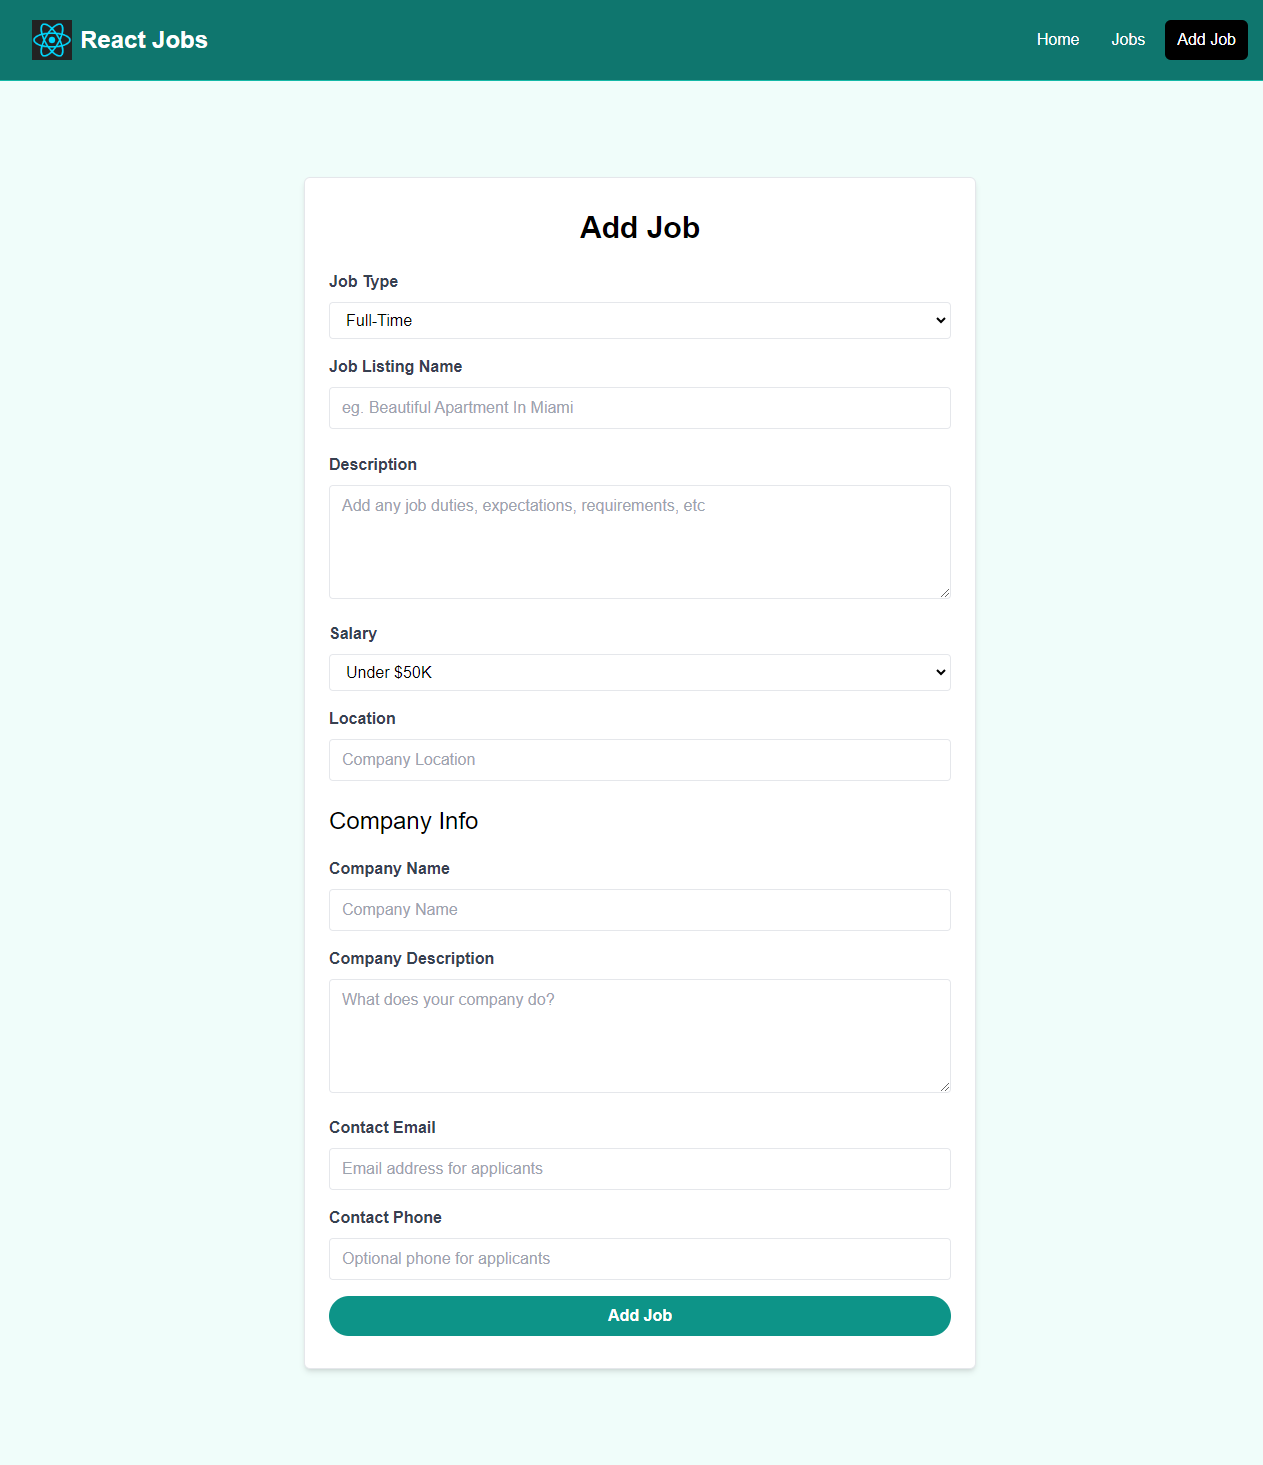 React Jobs
Home Jobs Add Job
Add Job
Job Type
Full-Time
Job Listing Name
eg. Beautiful Apartment In Miami
Description
Add any job duties, expectations, requirements, etc
Salary
Under $50K
Location
Company Location
Company Info
Company Name
Company Name
Company Description
What does your company do?
Contact Email
Email address for applicants
Contact Phone
Optional phone for applicants
Add Job